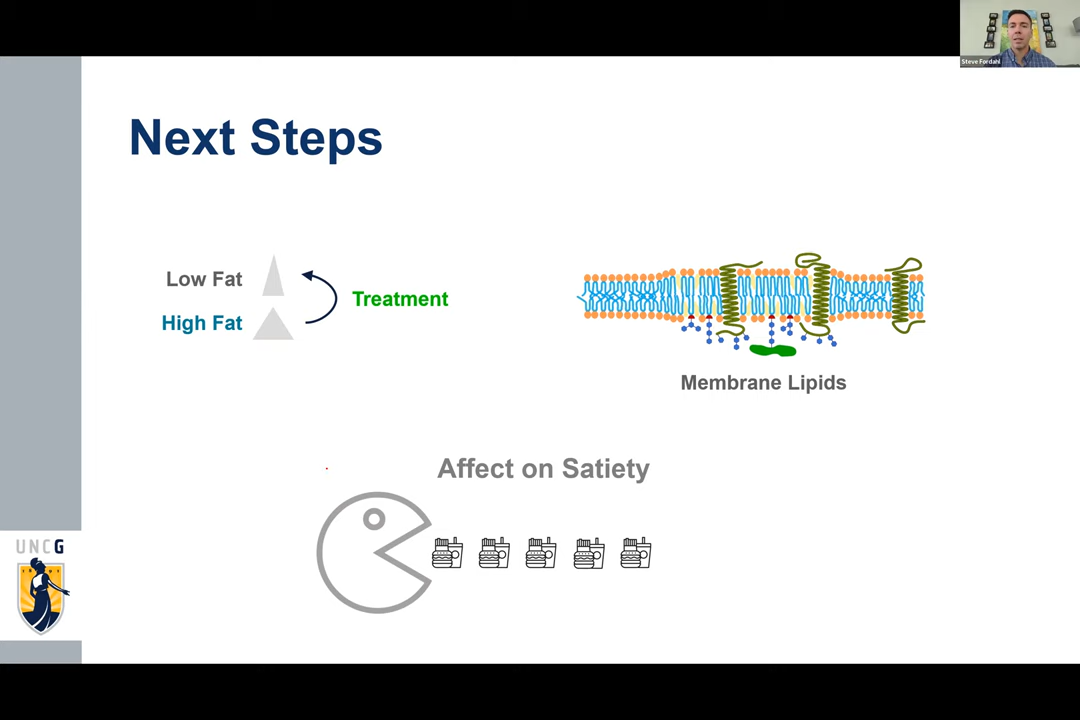 Steve Fordahl
Next Steps
Low Fat
High Fat
Treatment
Membrane Lipids
Affect on Satiety
UNCG